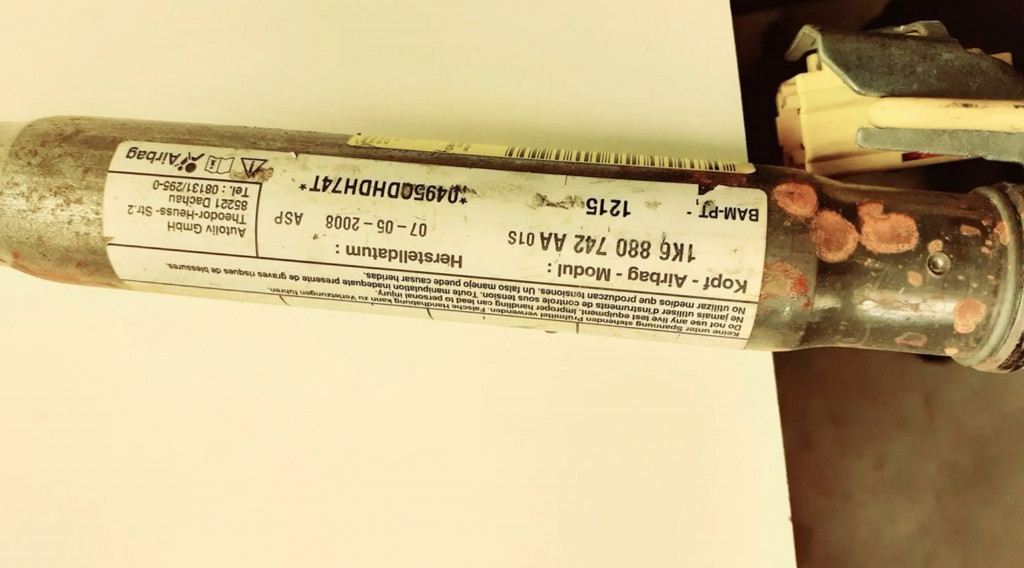 Keine unter Spannung stehenden Prüfmittel verwenden. Falsche Handhabung kann zu Verletzungen führen.
Do not use any live test equipment. Improper handling can lead to personal injury.
Ne jamais utiliser d'instruments de controle sous tension. Toute manipulation inadequate presente de graves risques de blessures.
No utilizar medios que produzcan tensiones. Un falso manejo puede causar heridas.
Kopf - Airbag - Modul :
1K6 880 742 AA 01S
BAM-PT
1215
Herstelldatum :
07 - 05 - 2008 ASP
*0495QDHDH74T*
Autoliv GmbH
Theodor-Heuss- Str.2
85221 Dachau
Tel.: 08131/295-0
Airbag